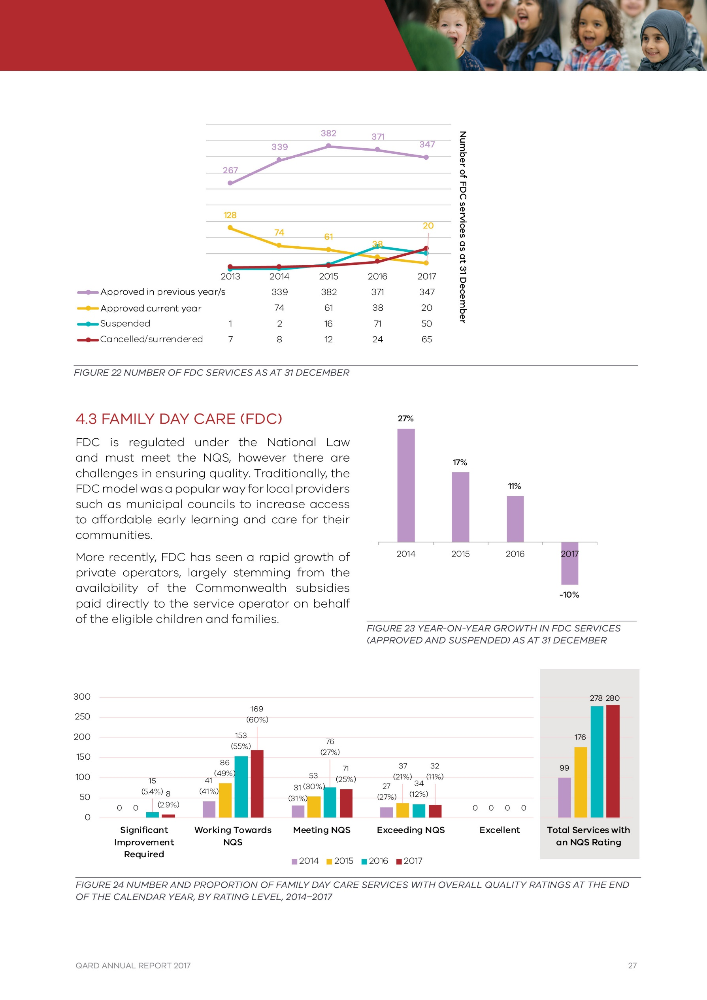 382
371
347
339
267
128
20
74
61
38
Number of FDC services as at 31 December
2013 2014 2015 2016 2017
Approved in previous year/s 339 382 371 347
Approved current year 74 61 38 20
Suspended 1 2 16 71 50
Cancelled/surrendered 7 8 12 24 65
FIGURE 22 NUMBER OF FDC SERVICES AS AT 31 DECEMBER
4.3 FAMILY DAY CARE (FDC)
FDC is regulated under the National Law
and must meet the NQS, however there are
challenges in ensuring quality. Traditionally, the
FDC model was a popular way for local providers
such as municipal councils to increase access
to affordable early learning and care for their
communities.
More recently, FDC has seen a rapid growth of
private operators, largely stemming from the
availability of the Commonwealth subsidies
paid directly to the service operator on behalf
of the eligible children and families.
27%
17%
11%
2014 2015 2016 2017
-10%
FIGURE 23 YEAR-ON-YEAR GROWTH IN FDC SERVICES
(APPROVED AND SUSPENDED) AS AT 31 DECEMBER
300
250
200
150
100
50
0
0 0 15 (5.4%) 8 (2.9%)
41 (41%) 86 (49%) 153 (55%) 169 (60%)
31 (31%) 53 (30%) 76 (27%) 71 (25%)
27 (27%) 37 (21%) 34 (12%) 32 (11%)
0 0 0 0
99 176 278 280
Significant
Improvement
Required
Working Towards
NQS
Meeting NQS
Exceeding NQS
Excellent
Total Services with
an NQS Rating
2014 2015 2016 2017
FIGURE 24 NUMBER AND PROPORTION OF FAMILY DAY CARE SERVICES WITH OVERALL QUALITY RATINGS AT THE END
OF THE CALENDAR YEAR, BY RATING LEVEL, 2014–2017
QARD ANNUAL REPORT 2017 27